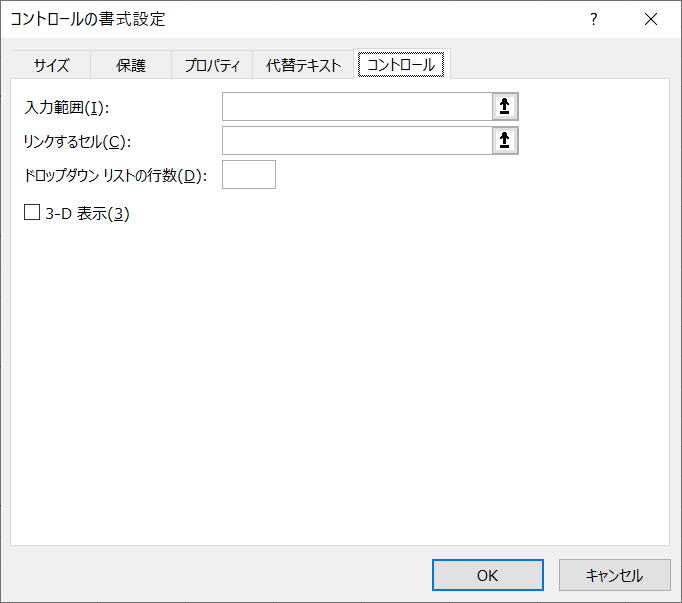 コントロールの書式設定 ?
サイズ 保護 プロパティ 代替テキスト コントロール
入力範囲(I):
リンクするセル(C):
ドロップダウン リストの行数(D):
3-D 表示(3)
OK キャンセル